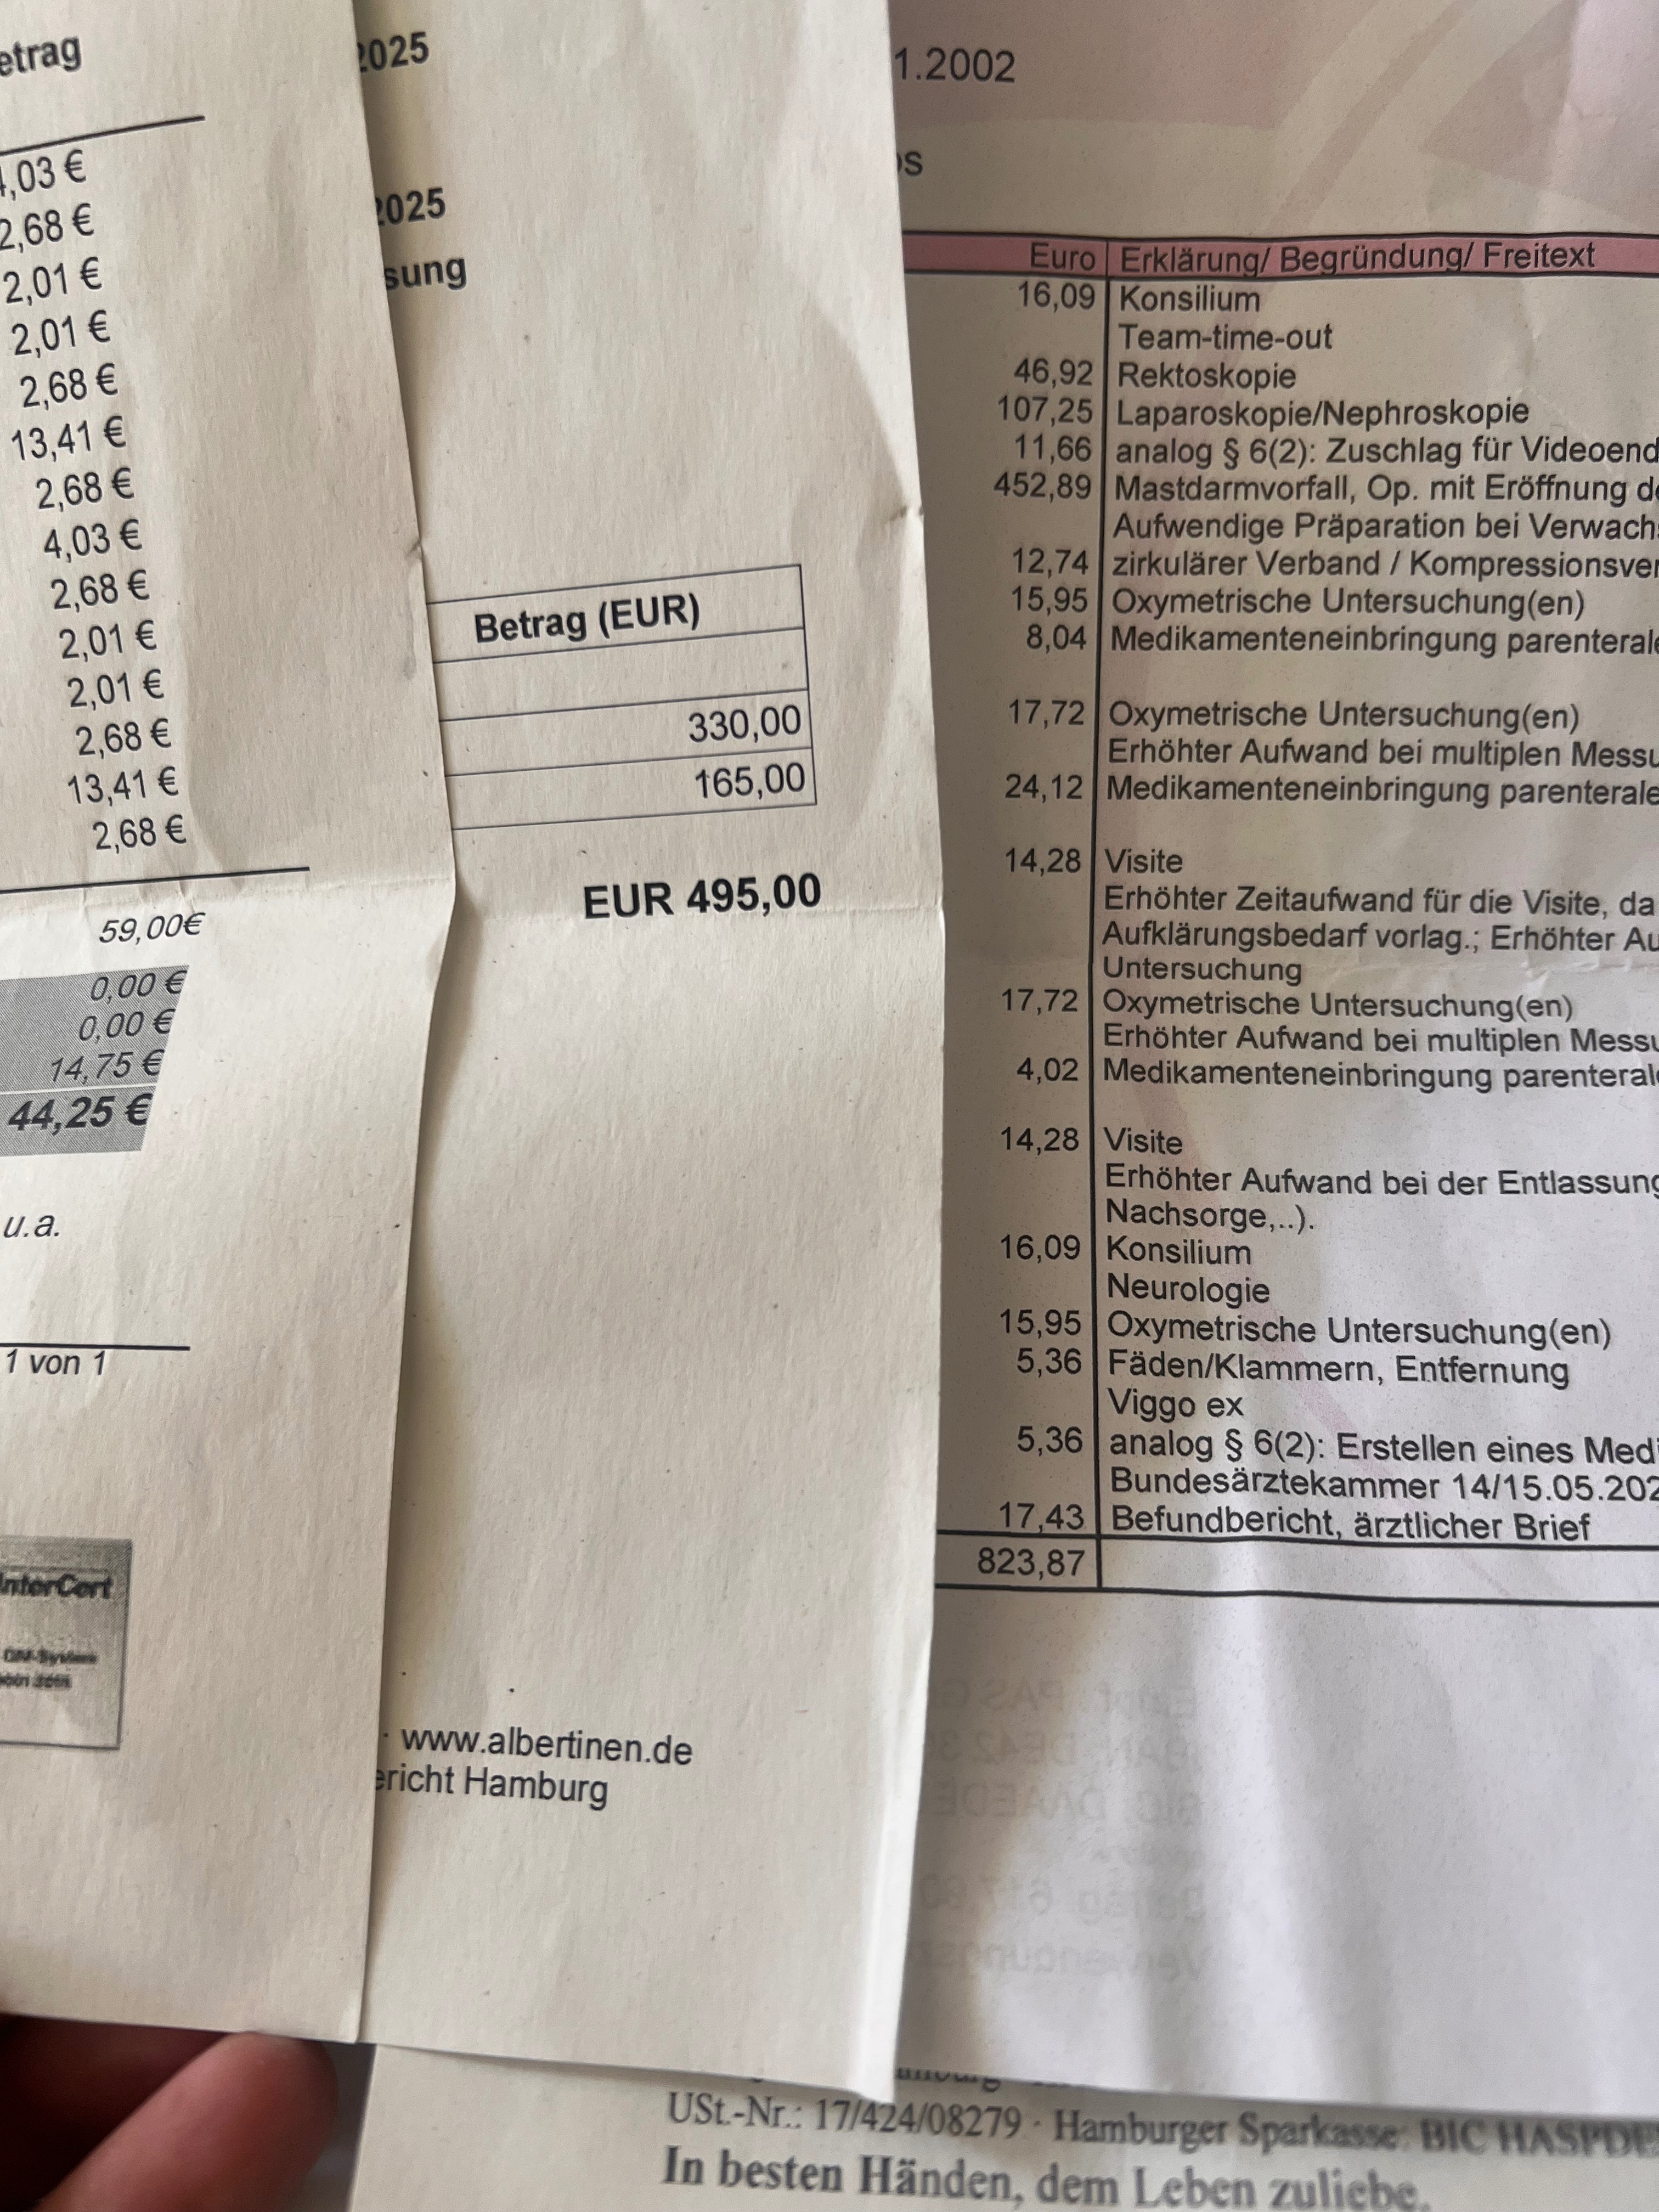 etrag
,03 €
2,68 €
2,01 €
2,01 €
2,68 €
13,41 €
2,68 €
4,03 €
2,68 €
2,01 €
2,01 €
2,68 €
13,41 €
2,68 €
59,00€
0,00 €
0,00 €
14,75 €
44,25 €
u.a.
1 von 1
InterCert
QM-System
2025
2025
sung
Betrag (EUR)
330,00
165,00
EUR 495,00
· www.albertinen.de
ericht Hamburg
1.2002
os
Euro Erklärung/ Begründung/ Freitext
16,09 Konsilium
Team-time-out
46,92 Rektoskopie
107,25 Laparoskopie/Nephroskopie
11,66 analog § 6(2): Zuschlag für Videoend
452,89 Mastdarmvorfall, Op. mit Eröffnung de
Aufwendige Präparation bei Verwachs
12,74 zirkulärer Verband / Kompressionsver
15,95 Oxymetrische Untersuchung(en)
8,04 Medikamenteneinbringung parenterale
17,72 Oxymetrische Untersuchung(en)
Erhöhter Aufwand bei multiplen Messu
24,12 Medikamenteneinbringung parenterale
14,28 Visite
Erhöhter Zeitaufwand für die Visite, da
Aufklärungsbedarf vorlag.; Erhöhter Au
Untersuchung
17,72 Oxymetrische Untersuchung(en)
Erhöhter Aufwand bei multiplen Messu
4,02 Medikamenteneinbringung parenterale
14,28 Visite
Erhöhter Aufwand bei der Entlassung
Nachsorge,..).
16,09 Konsilium
Neurologie
15,95 Oxymetrische Untersuchung(en)
5,36 Fäden/Klammern, Entfernung
Viggo ex
5,36 analog § 6(2): Erstellen eines Medi
Bundesärztekammer 14/15.05.202
17,43 Befundbericht, ärztlicher Brief
823,87
USt.-Nr.: 17/424/08279 · Hamburger Sparkasse: BIC HASPDE
In besten Händen, dem Leben zuliebe.